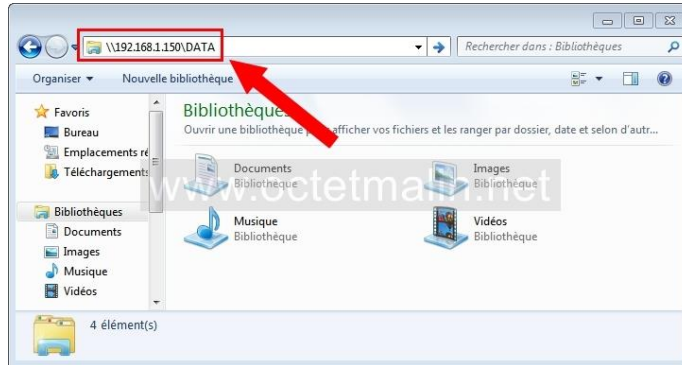 \\192.168.1.150\DATA
Rechercher dans : Bibliothèques
Organiser
Nouvelle bibliothèque
Favoris
Bureau
Emplacements ré
Téléchargements
Bibliothèques
Documents
Images
Musique
Vidéos
Bibliothèques
Ouvrir une bibliothèque afficher vos fichiers et les ranger par dossier, date et selon d'autr...
Documents
Bibliothèque
Images
Bibliothèque
Musique
Bibliothèque
Vidéos
Bibliothèque
www.octetmalin.net
4 élément(s)